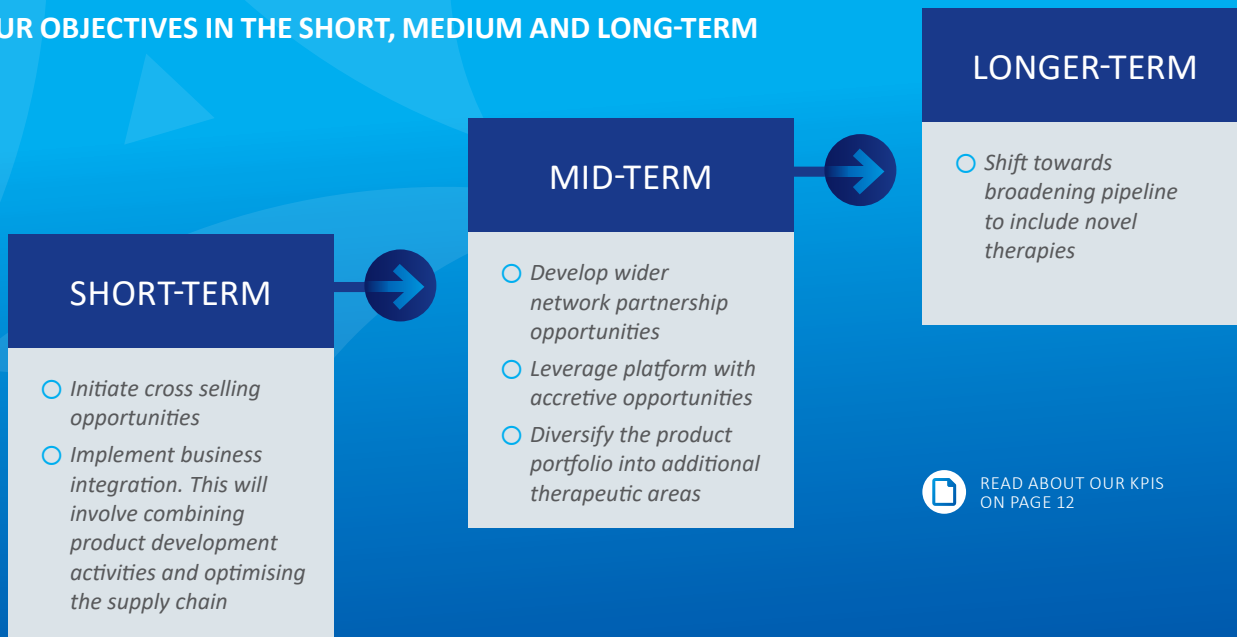 UR OBJECTIVES IN THE SHORT, MEDIUM AND LONG-TERM
SHORT-TERM
Initiate cross selling
opportunities
Implement business
integration. This will
involve combining
product development
activities and optimising
the supply chain
MID-TERM
Develop wider
network partnership
opportunities
Leverage platform with
accretive opportunities
Diversify the product
portfolio into additional
therapeutic areas
LONGER-TERM
Shift towards
broadening pipeline
to include novel
therapies
READ ABOUT OUR KPIS
ON PAGE 12